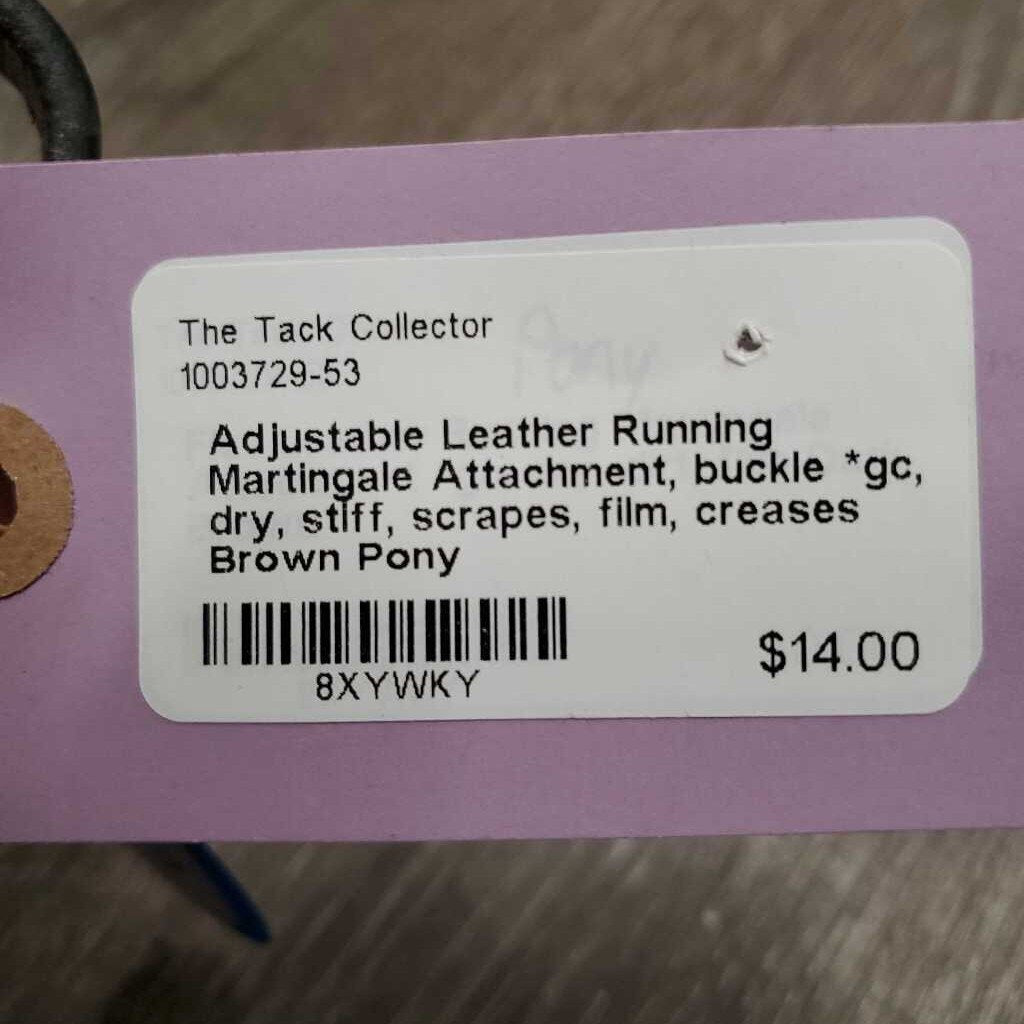 The Tack Collector
1003729-53
Pony
Adjustable Leather Running
Martingale Attachment, buckle *gc,
dry, stiff, scrapes, film, creases
Brown Pony
8XYWKY
$14.00